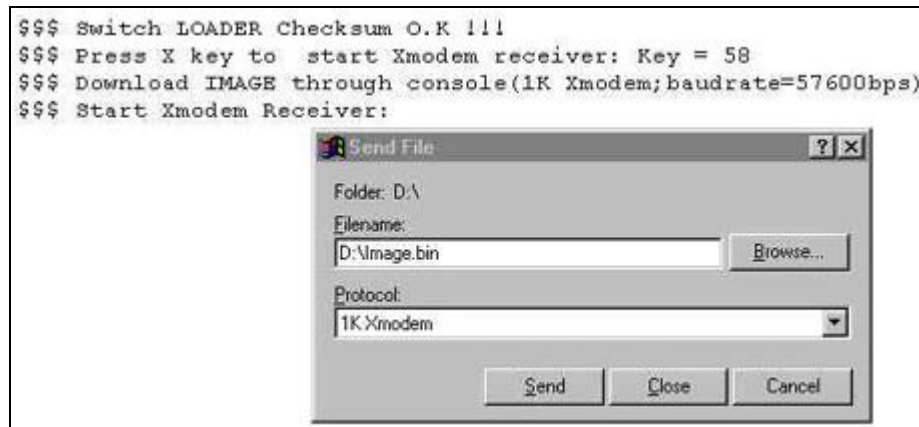 $$$ Switch LOADER Checksum O.K !!!
$$$ Press X key to  start Xmodem receiver: Key = 58
$$$ Download IMAGE through console(1K Xmodem;baudrate=57600bps)
$$$ Start Xmodem Receiver:
Send File
Folder: D:\
Filename:
D:\Image.bin
Browse...
Protocol:
1K Xmodem
Send Close Cancel